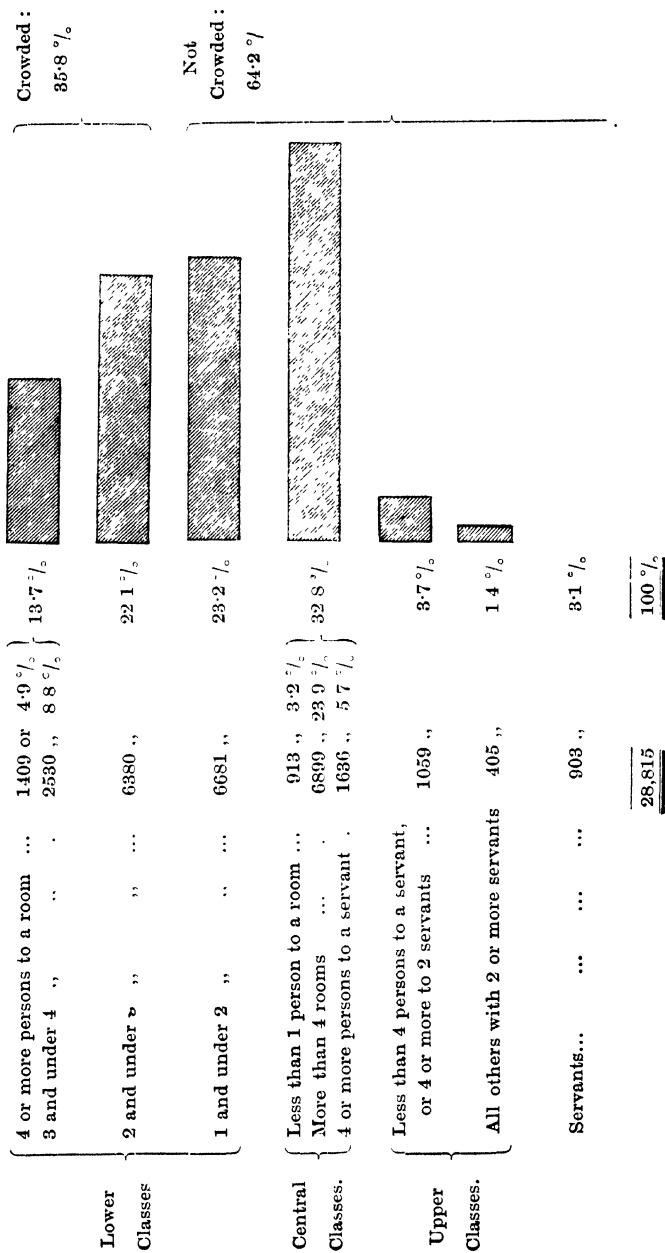 Lower Classes
4 or more persons to a room ... 1409 or 4·9 %
3 and under 4 ,, ,, . 2530 ,, 8 8 %
13·7 %
2 and under ,, ,, ... 6380 ,, 22 1 %
1 and under 2 ,, ,, ... 6681 ,, 23·2 %
Central Classes.
Less than 1 person to a room ... 913 ,, 3·2 %
More than 4 rooms ... . 6899 ,, 23 9 %
4 or more persons to a servant . 1636 ,, 5 7 %
32 8 %
Upper Classes.
Less than 4 persons to a servant,
or 4 or more to 2 servants ... 1059 ,, 3·7 %
All others with 2 or more servants 405 ,, 1 4 %
Servants... ... ... ... 903 ,, 3·1 %
28,815 100 %
Crowded :
35·8 %
Not
Crowded :
64·2 %